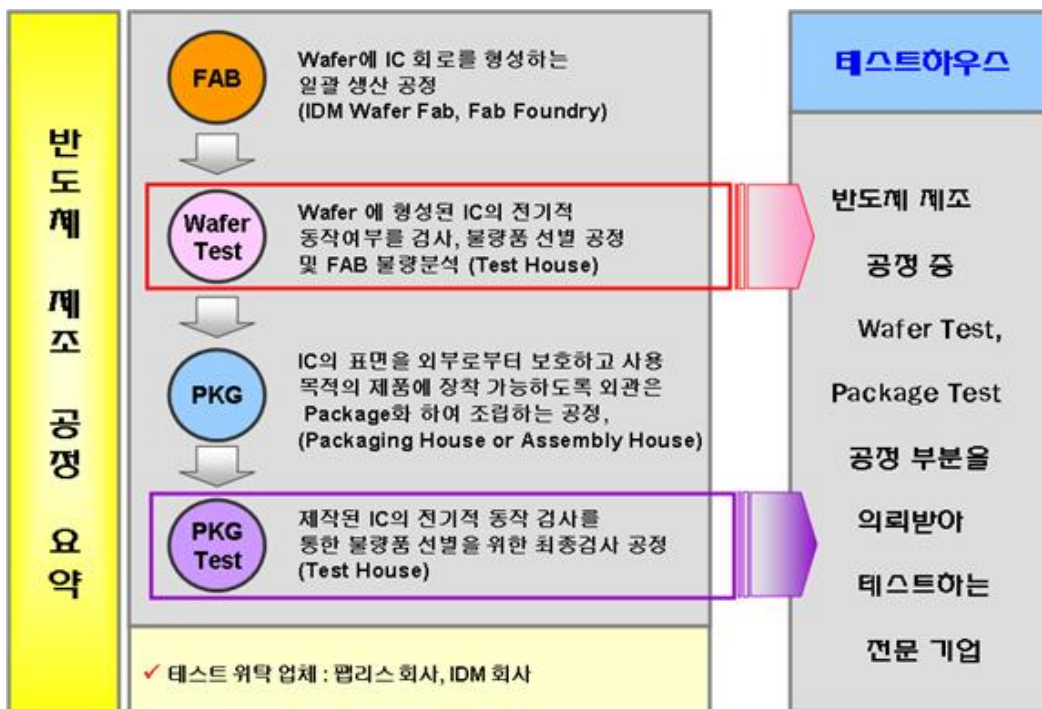 반도체 제조 공정 요약
FAB
Wafer에 IC 회로를 형성하는
일괄 생산 공정
(IDM Wafer Fab, Fab Foundry)
Wafer
Test
Wafer 에 형성된 IC의 전기적
동작여부를 검사, 불량품 선별 공정
및 FAB 불량분석 (Test House)
PKG
IC의 표면을 외부로부터 보호하고 사용
목적의 제품에 장착 가능하도록 외관은
Package화 하여 조립하는 공정,
(Packaging House or Assembly House)
PKG
Test
제작된 IC의 전기적 동작 검사를
통한 불량품 선별을 위한 최종검사 공정
(Test House)
✓ 테스트 위탁 업체 : 팹리스 회사, IDM 회사
테스트하우스
반도체 제조
공정 중
Wafer Test,
Package Test
공정 부분을
의뢰받아
테스트하는
전문 기업